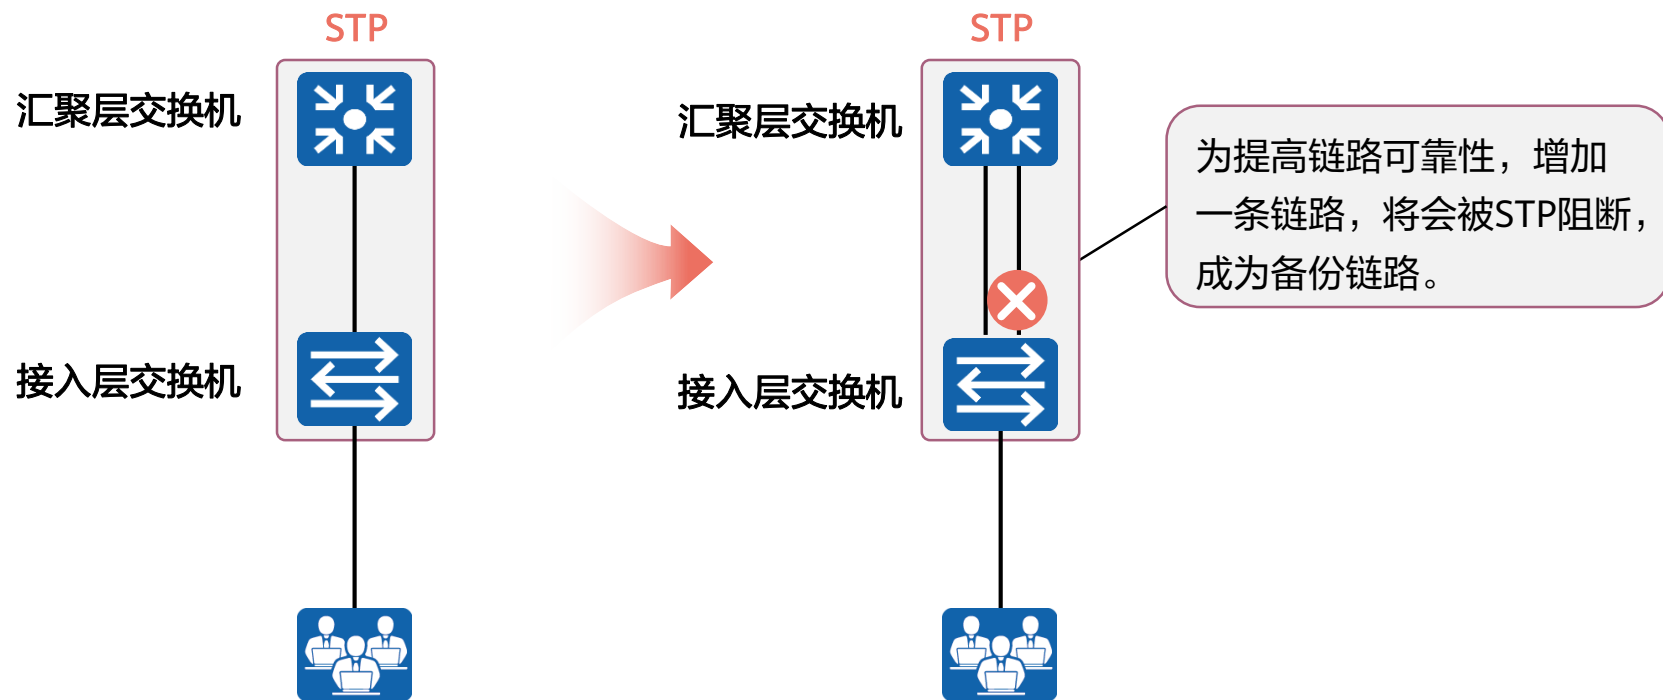 STP
汇聚层交换机
接入层交换机
STP
汇聚层交换机
接入层交换机
为提高链路可靠性，增加
一条链路，将会被STP阻断，
成为备份链路。